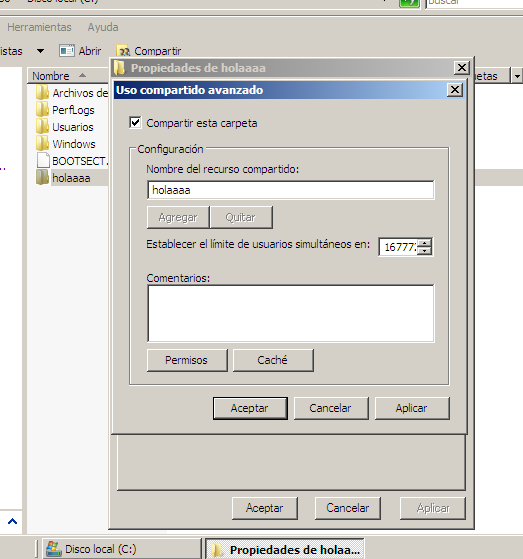 Disco local (C:)
Buscar
Herramientas Ayuda
istas Abrir Compartir
Nombre
etas
Archivos de
PerfLogs
Usuarios
Windows
BOOTSECT.
holaaaa
Propiedades de holaaaa
Uso compartido avanzado
Compartir esta carpeta
Configuración
Nombre del recurso compartido:
holaaaa
Agregar Quitar
Establecer el límite de usuarios simultáneos en:
Comentarios:
Permisos Caché
Aceptar Cancelar Aplicar
Aceptar Cancelar Aplicar
Disco local (C:) Propiedades de holaa...